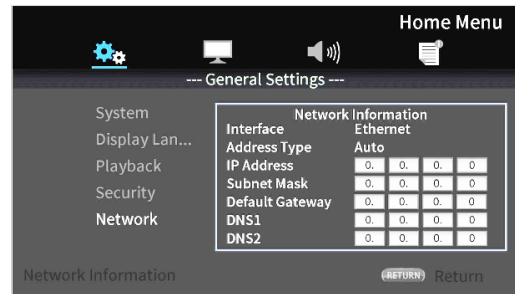 Home Menu
--- General Settings ---
System
Display Lan...
Playback
Security
Network
Network Information
Interface Ethernet
Address Type Auto
IP Address 0. 0. 0. 0
Subnet Mask 0. 0. 0. 0
Default Gateway 0. 0. 0. 0
DNS1 0. 0. 0. 0
DNS2 0. 0. 0. 0
Network Information
RETURN Return